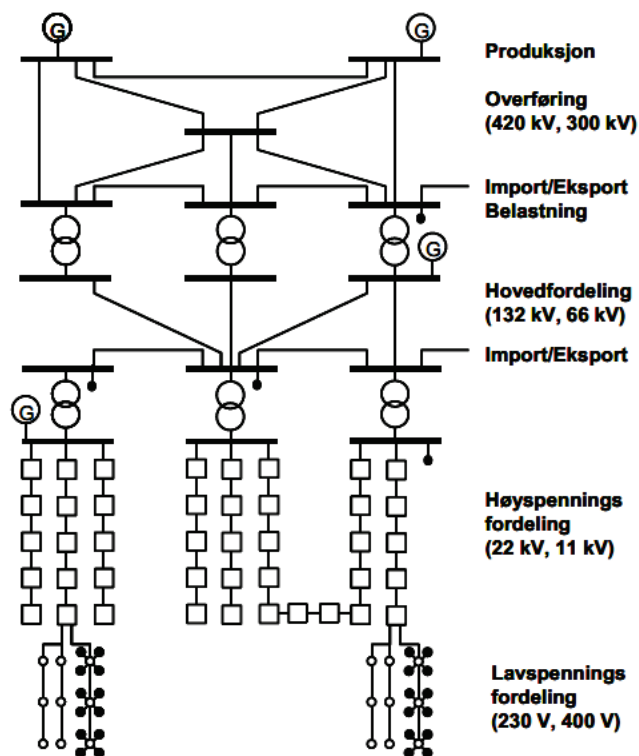 G
G
Produksjon
Overføring
(420 kV, 300 kV)
Import/Eksport
Belastning
G
Hovedfordeling
(132 kV, 66 kV)
Import/Eksport
G
Høyspennings
fordeling
(22 kV, 11 kV)
Lavspennings
fordeling
(230 V, 400 V)